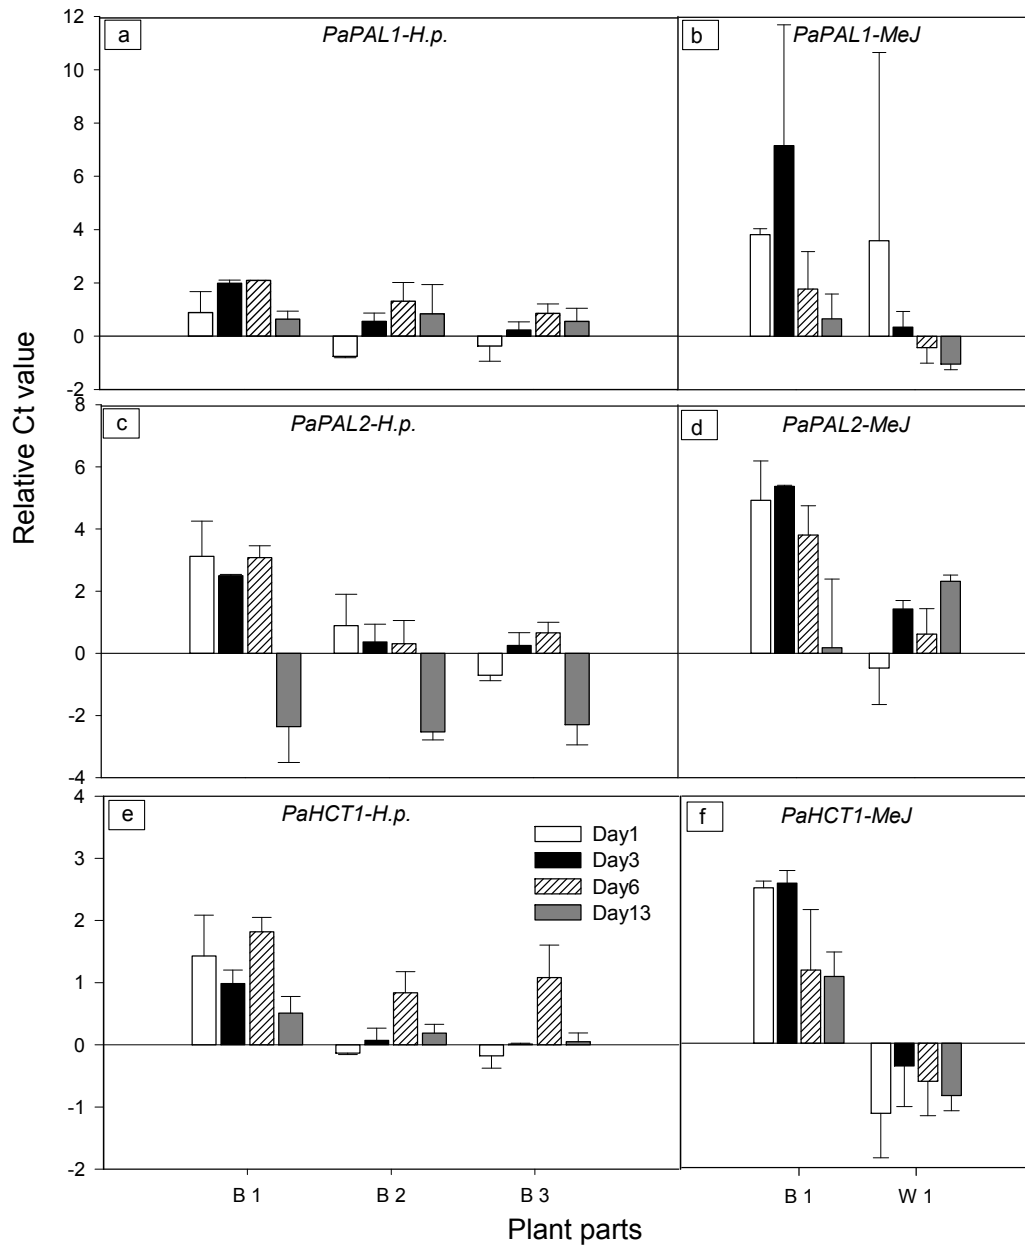 Relative Ct value
a
PaPAL1-H.p.
b
PaPAL1-MeJ
12
10
8
6
4
2
0
-2
c
PaPAL2-H.p.
d
PaPAL2-MeJ
8
6
4
2
0
-2
-4
e
PaHCT1-H.p.
f
PaHCT1-MeJ
4
3
2
1
0
-1
-2
Day1
Day3
Day6
Day13
B 1
B 2
B 3
B 1
W 1
Plant parts